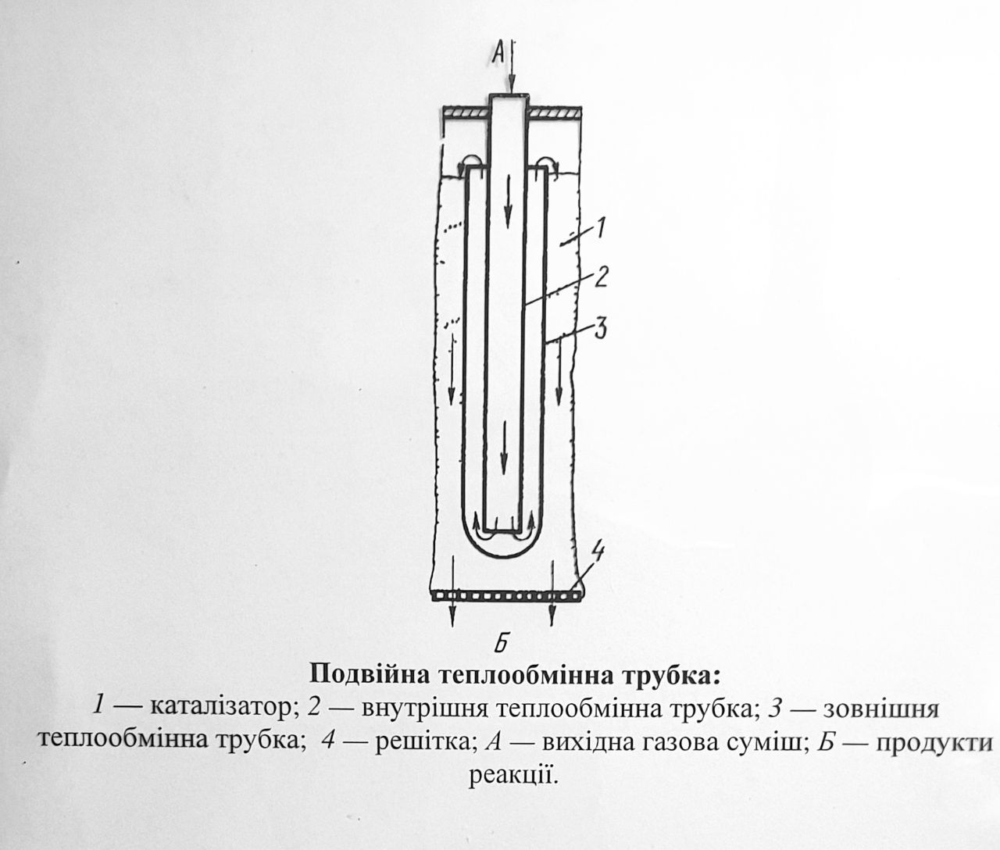 А
1
2
3
4
Б
Подвійна теплообмінна трубка:
1 — каталізатор; 2 — внутрішня теплообмінна трубка; 3 — зовнішня
теплообмінна трубка; 4 — решітка; А — вихідна газова суміш; Б — продукти
реакції.